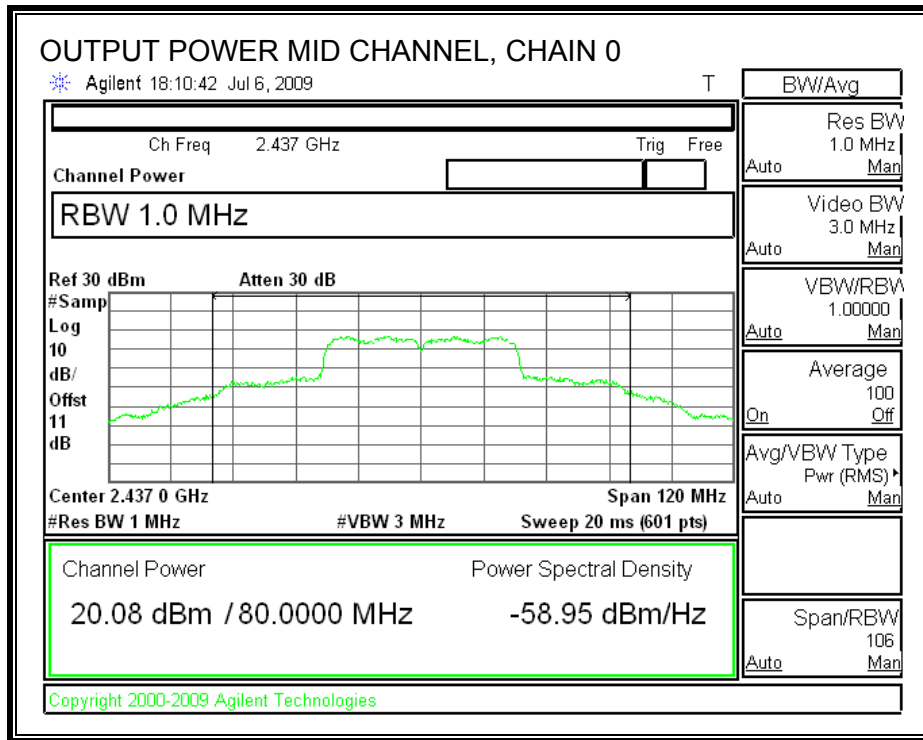 OUTPUT POWER MID CHANNEL, CHAIN 0
Agilent 18:10:42 Jul 6, 2009 T
BW/Avg
Ch Freq 2.437 GHz Trig Free
Channel Power
RBW 1.0 MHz
Ref 30 dBm Atten 30 dB
#Samp
Log
10
dB/
Offst
11
dB
Center 2.437 0 GHz Span 120 MHz
#Res BW 1 MHz #VBW 3 MHz Sweep 20 ms (601 pts)
Channel Power Power Spectral Density
20.08 dBm / 80.0000 MHz -58.95 dBm/Hz
Copyright 2000-2009 Agilent Technologies
Res BW
1.0 MHz
Auto Man
Video BW
3.0 MHz
Auto Man
VBW/RBW
1.00000
Auto Man
Average
100
On Off
Avg/VBW Type
Pwr (RMS)
Auto Man
Span/RBW
106
Auto Man